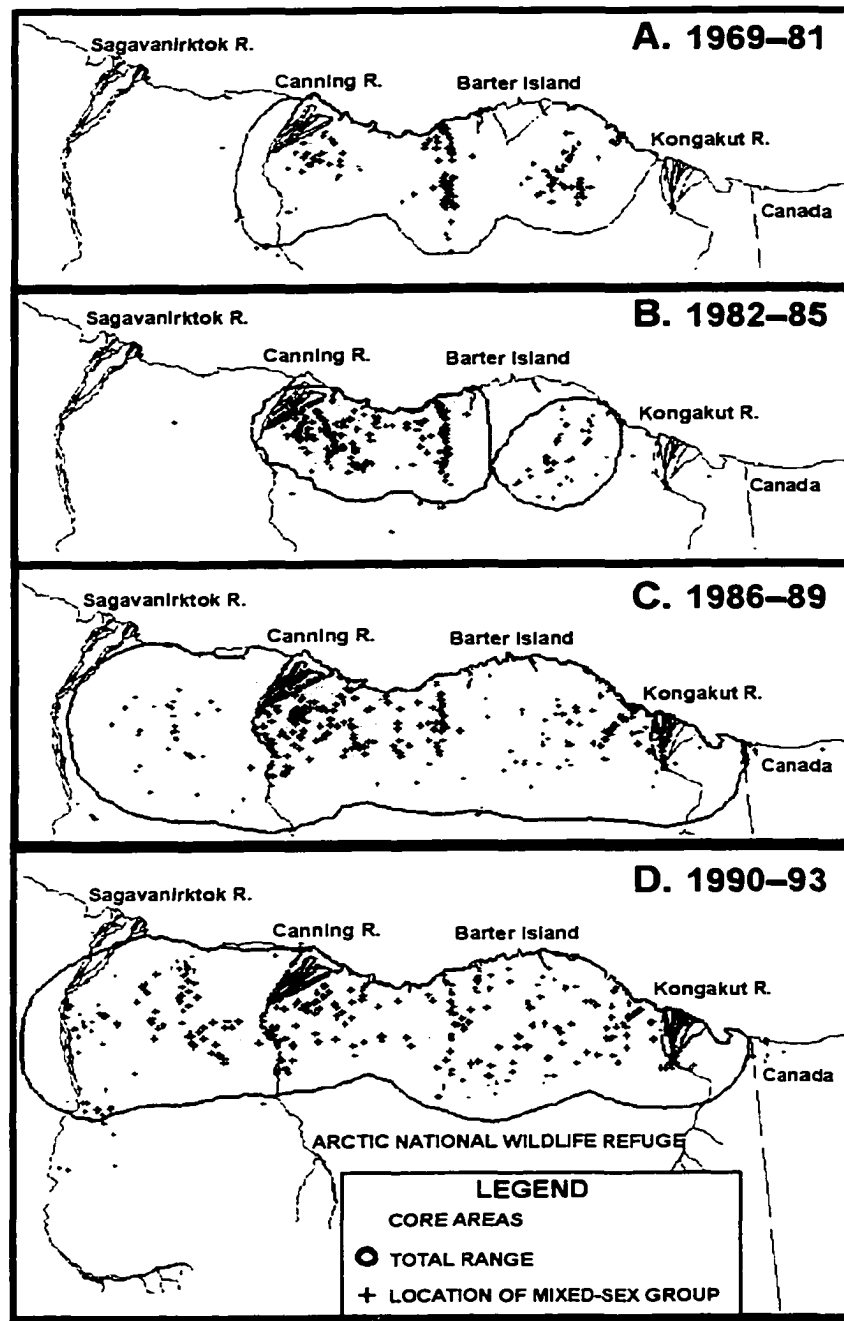 A. 1969–81
Sagavanirktok R.
Canning R.
Barter Island
Kongakut R.
Canada
B. 1982–85
Sagavanirktok R.
Canning R.
Barter Island
Kongakut R.
Canada
C. 1986–89
Sagavanirktok R.
Canning R.
Barter Island
Kongakut R.
Canada
D. 1990–93
Sagavanirktok R.
Canning R.
Barter Island
Kongakut R.
Canada
ARCTIC NATIONAL WILDLIFE REFUGE
LEGEND
CORE AREAS
TOTAL RANGE
+ LOCATION OF MIXED-SEX GROUP